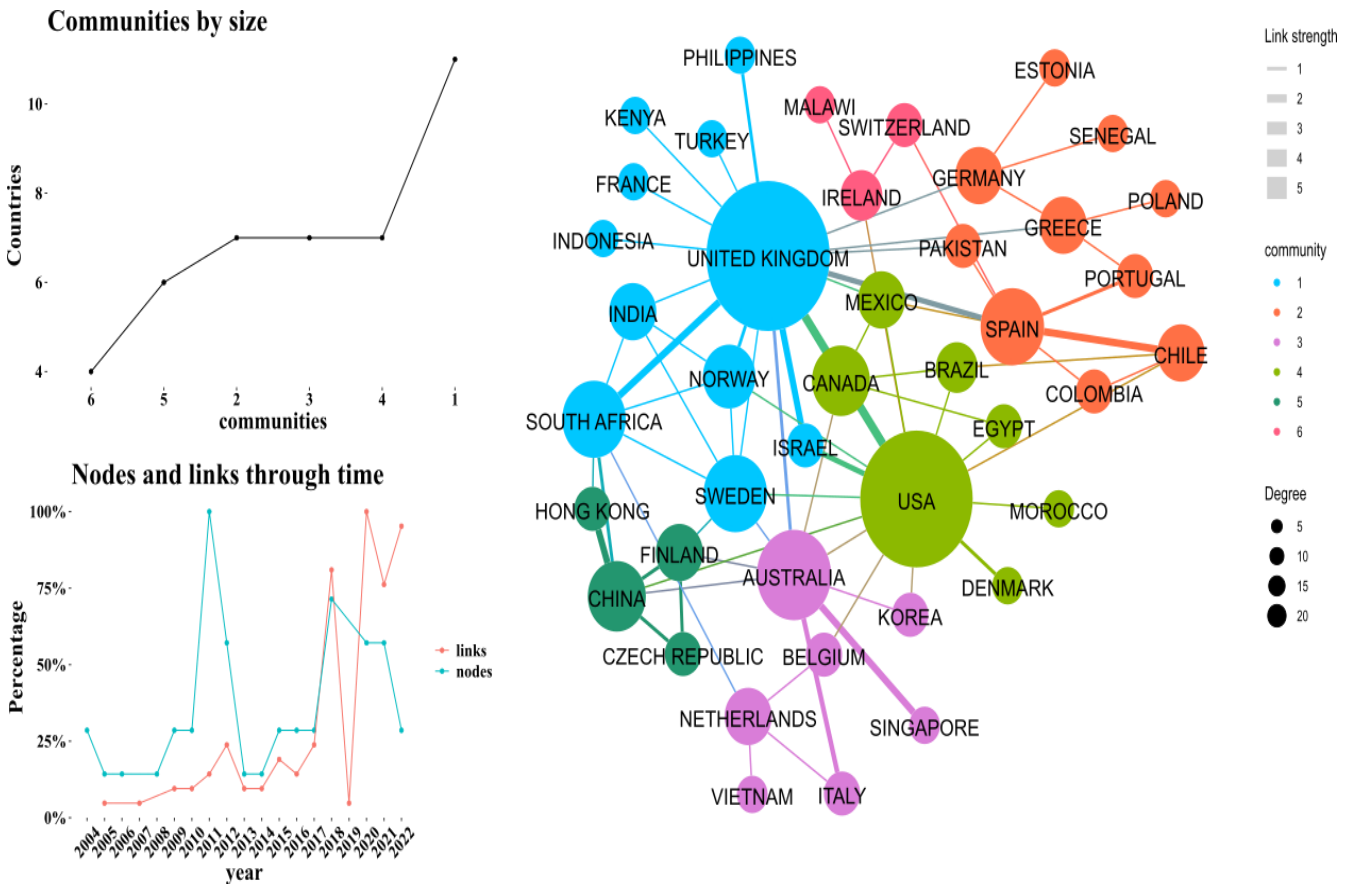 Communities by size
10
8
6
4
Countries
6
5
2
3
4
1
communities
Nodes and links through time
100%
75%
50%
25%
0%
Percentage
2004
2005
2006
2007
2008
2009
2010
2011
2012
2013
2014
2015
2016
2017
2018
2019
2020
2021
2022
year
links
nodes
PHILIPPINES
ESTONIA
MALAWI
KENYA
SWITZERLAND
SENEGAL
TURKEY
GERMANY
FRANCE
IRELAND
POLAND
GREECE
INDONESIA
PAKISTAN
UNITED KINGDOM
PORTUGAL
MEXICO
INDIA
SPAIN
CHILE
BRAZIL
NORWAY
CANADA
COLOMBIA
SOUTH AFRICA
EGYPT
ISRAEL
SWEDEN
USA
HONG KONG
MOROCCO
FINLAND
AUSTRALIA
DENMARK
CHINA
KOREA
CZECH REPUBLIC
BELGIUM
NETHERLANDS
SINGAPORE
VIETNAM
ITALY
Link strength
1
2
3
4
5
community
1
2
3
4
5
6
Degree
5
10
15
20